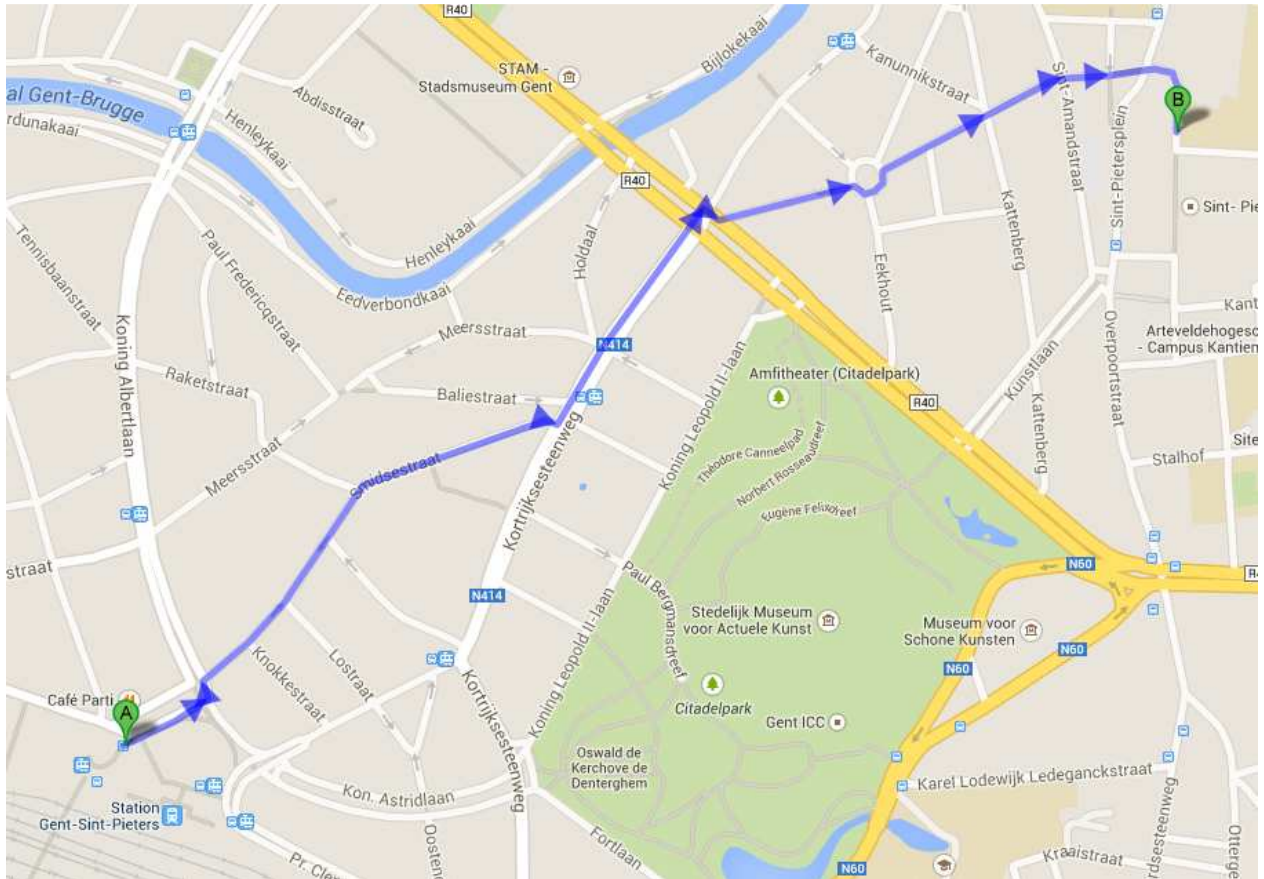 R40
STAM -
Stadsmuseum Gent
Bijlokekaai
Kanunnikstraat
Sint-Amandstraat
B
al Gent-Brugge
rdunakaai
Abdisstraat
Henleykaai
R40
Sint-Pietersplein
Sint- Pie
Kattenberg
Tennisbaanstraat
Paul Fredericqstraat
Henleykaai
Holdaal
Eedverbondkaai
Eekhout
Kant
Koning Albertlaan
Meersstraat
N414
Arteveldehogesc
- Campus Kantien
Overpoortstraat
Raketstraat
Baliestraat
Koning Leopold II-laan
Amfitheater (Citadelpark)
R40
Kunstlaan
Kattenberg
Site
Stalhof
Meersstraat
Smidsestraat
Kortrijksesteenweg
Théodore Canneelpad
Norbert Rosseaudreef
Eugène Felixdreef
straat
N60
R4
Paul Bergmansdreef
N414
Stedelijk Museum
voor Actuele Kunst
Museum voor
Schone Kunsten
N60
N60
Koning Leopold II-laan
Knokkestraat
Lostraat
Kortrijksesteenweg
Café Parti
A
Citadelpark
Gent ICC
Oswald de
Kerchove de
Denterghem
Karel Lodewijk Ledeganckstraat
Kon. Astridlaan
Station
Gent-Sint-Pieters
Oostend
Fortlaan
Pr. Cle
N60
Kraaistraat
rdsesteenweg
Otterge